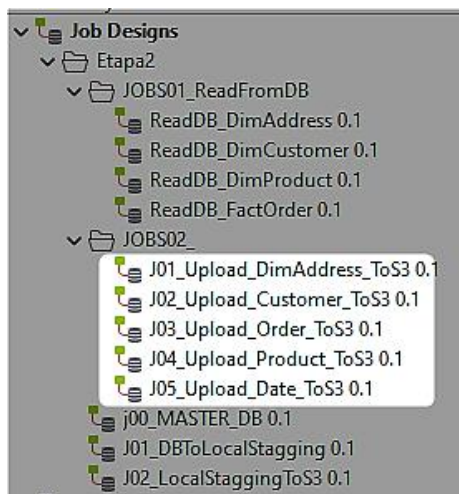 Job Designs
Etapa2
JOBS01_ReadFromDB
ReadDB_DimAddress 0.1
ReadDB_DimCustomer 0.1
ReadDB_DimProduct 0.1
ReadDB_FactOrder 0.1
JOBS02_
J01_Upload_DimAddress_ToS3 0.1
J02_Upload_Customer_ToS3 0.1
J03_Upload_Order_ToS3 0.1
J04_Upload_Product_ToS3 0.1
J05_Upload_Date_ToS3 0.1
j00_MASTER_DB 0.1
J01_DBToLocalStagging 0.1
J02_LocalStaggingToS3 0.1